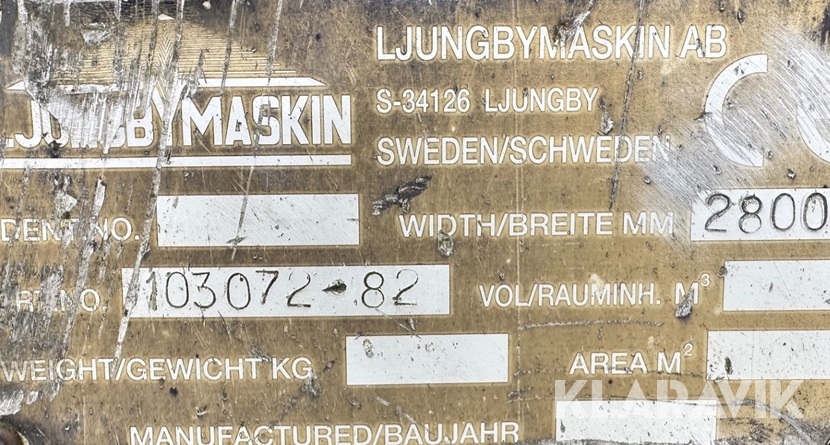 LJUNGBYMASKIN
LJUNGBYMASKIN AB
S-34126 LJUNGBY
SWEDEN/SCHWEDEN
IDENT NO.
WIDTH/BREITE MM 2800
103072-82
VOL/RAUMINH. M³
WEIGHT/GEWICHT KG
AREA M²
MANUFACTURED/BAUJAHR
KLARAVIK